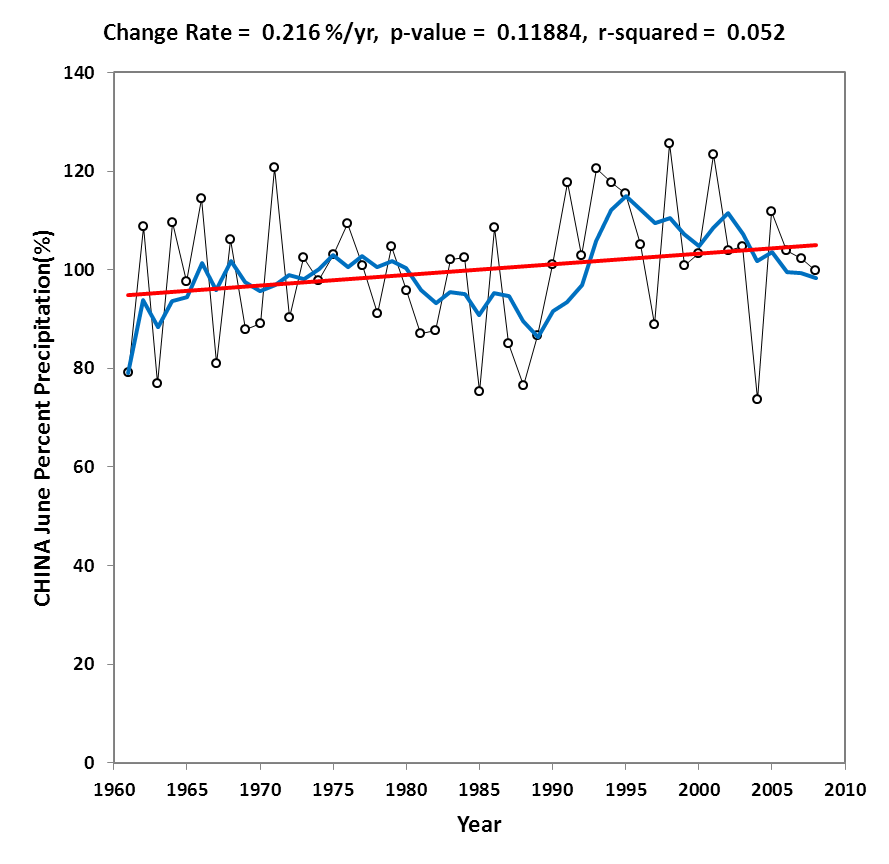 Change Rate = 0.216 %/yr, p-value = 0.11884, r-squared = 0.052
140
120
100
80
60
40
20
0
CHINA June Percent Precipitation(%)
1960 1965 1970 1975 1980 1985 1990 1995 2000 2005 2010
Year